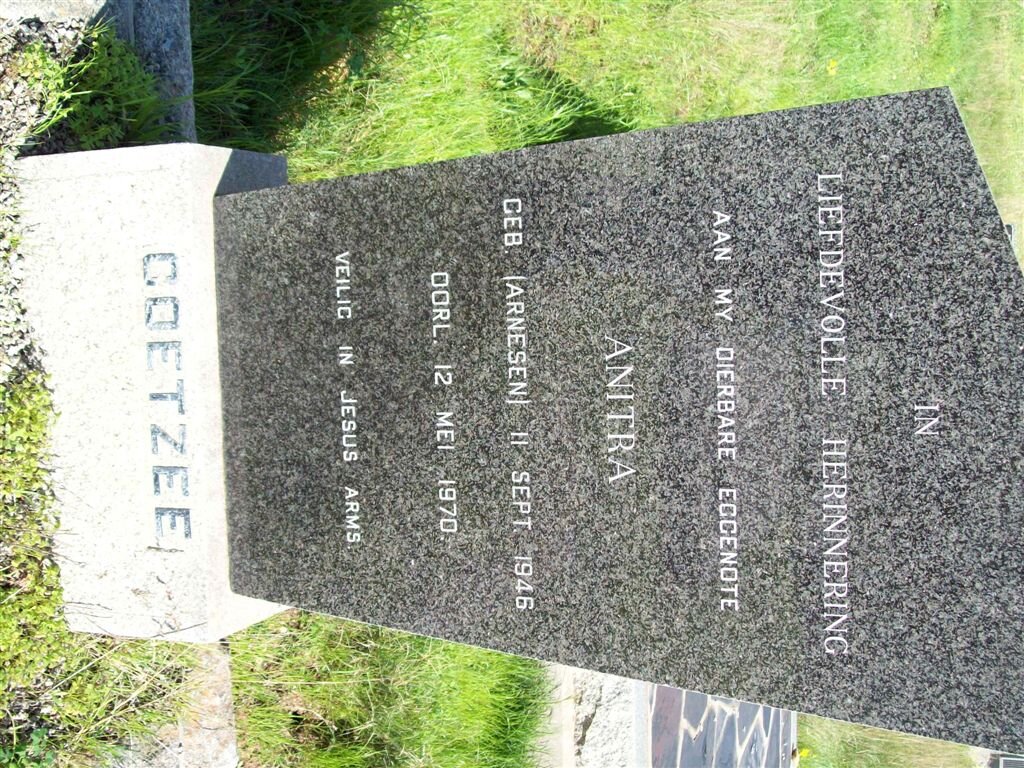 IN
LIEFDEVOLLE HERINNERING
AAN MY DIERBARE EGGENOTE
ANITRA
GEB. (ARNESEN) 11 SEPT. 1946
OORL. 12 MEI 1970.
VEILIG IN JESUS ARMS.
COETZEE